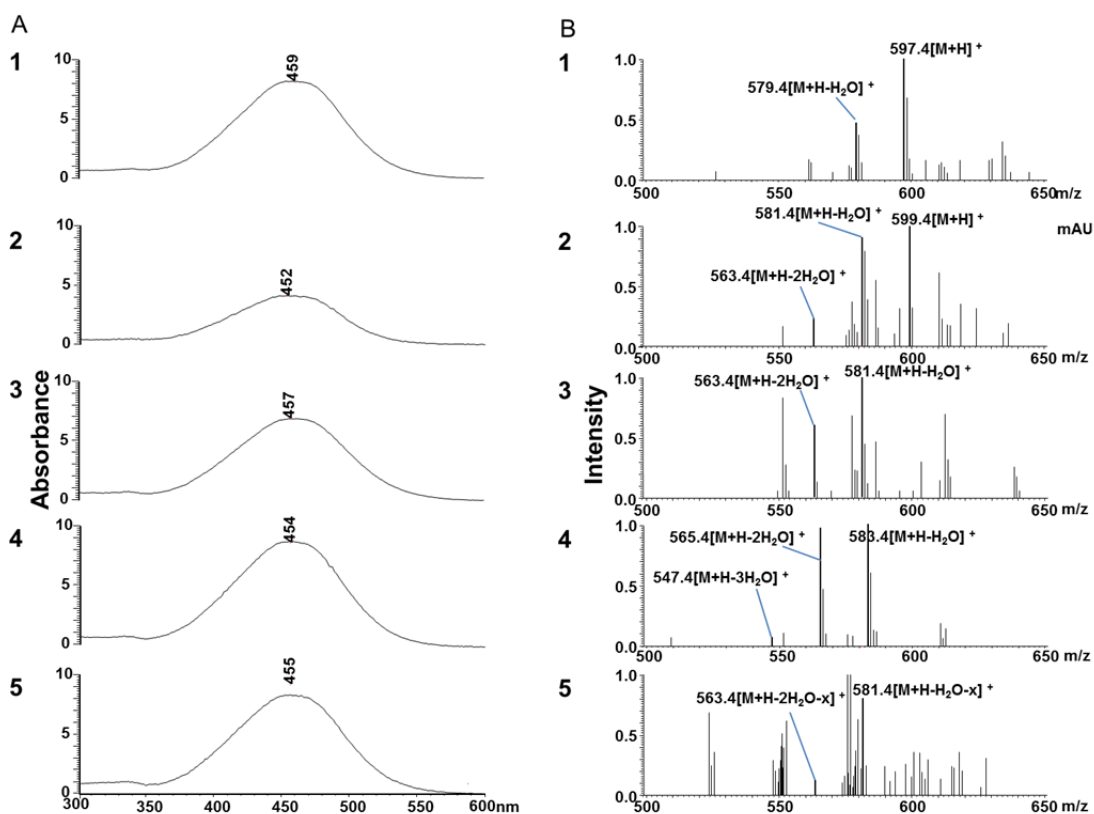 A
B
1
10
5
0
459
1
1.0
0.5
0.0
597.4[M+H] +
579.4[M+H-H₂O] +
500
550
600
650m/z
2
10
5
0
452
2
1.0
0.5
0.0
581.4[M+H-H₂O] +
599.4[M+H] +
mAU
563.4[M+H-2H₂O] +
500
550
600
650 m/z
3
10
5
0
457
3
1.0
0.5
0.0
563.4[M+H-2H₂O] +
581.4[M+H-H₂O] +
500
550
600
650 m/z
Absorbance
Intensity
4
10
5
0
454
4
1.0
0.5
0.0
565.4[M+H-2H₂O] +
583.4[M+H-H₂O] +
547.4[M+H-3H₂O] +
500
550
600
650 m/z
5
10
5
0
455
300
350
400
450
500
550
600nm
5
1.0
0.5
0.0
563.4[M+H-2H₂O-x] +
581.4[M+H-H₂O-x] +
500
550
600
650 m/z